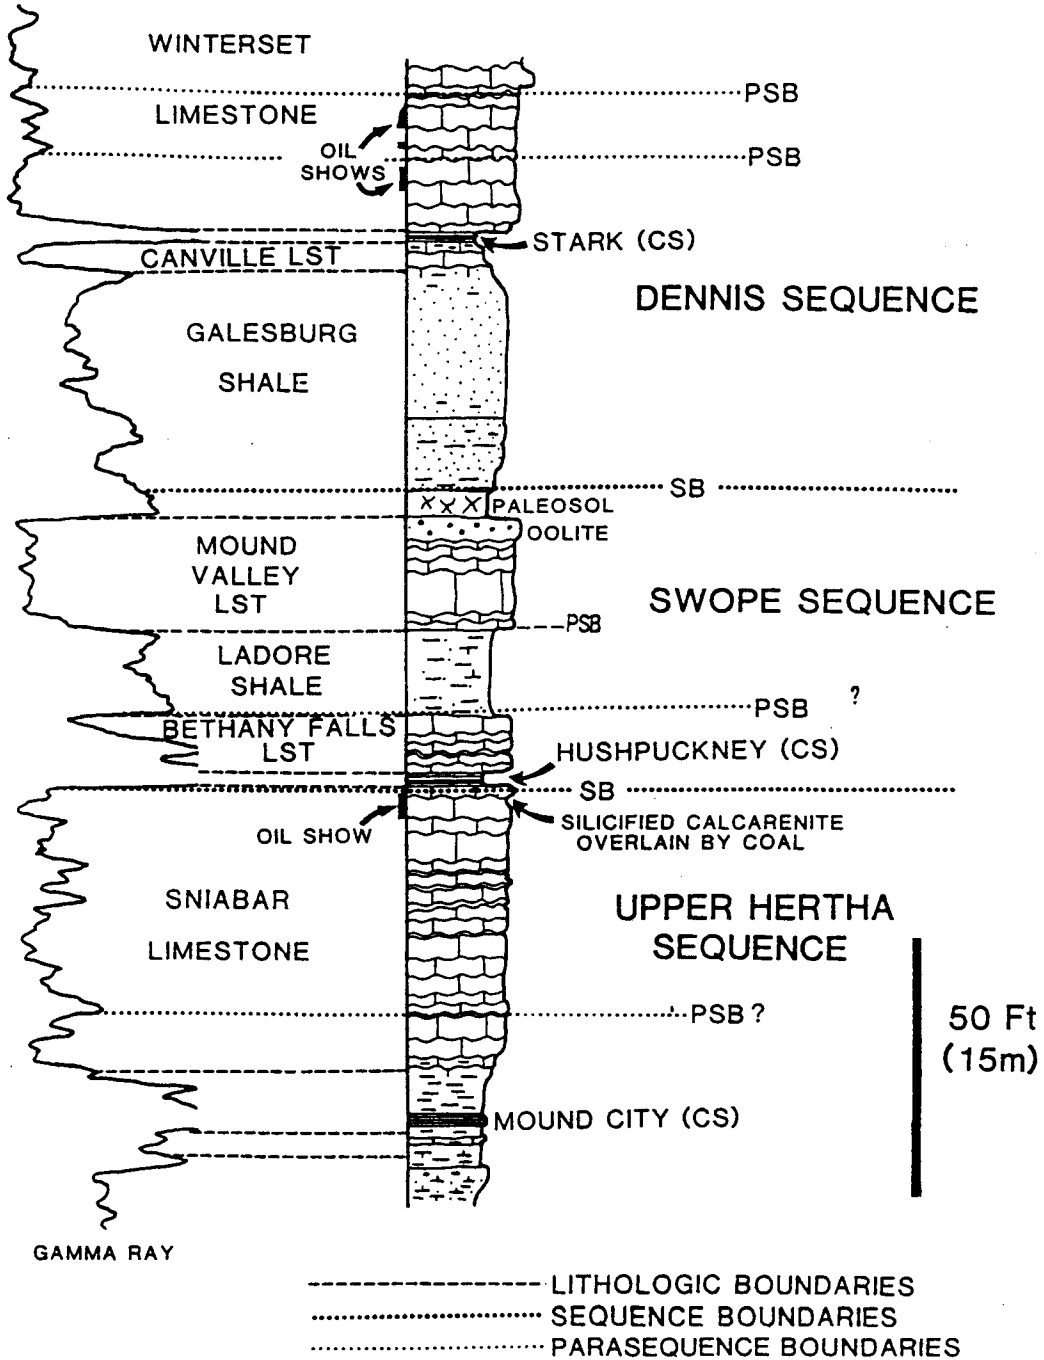 WINTERSET
PSB
LIMESTONE
OIL
SHOWS
PSB
STARK (CS)
CANVILLE LST
DENNIS SEQUENCE
GALESBURG
SHALE
SB
PALEOSOL
OOLITE
MOUND
VALLEY
LST
SWOPE SEQUENCE
PSB
LADORE
SHALE
?
PSB
BETHANY FALLS
LST
HUSHPUCKNEY (CS)
SB
OIL SHOW
SILICIFIED CALCARENITE
OVERLAIN BY COAL
SNIABAR
LIMESTONE
UPPER HERTHA
SEQUENCE
PSB ?
50 Ft
(15m)
MOUND CITY (CS)
GAMMA RAY
LITHOLOGIC BOUNDARIES
SEQUENCE BOUNDARIES
PARASEQUENCE BOUNDARIES